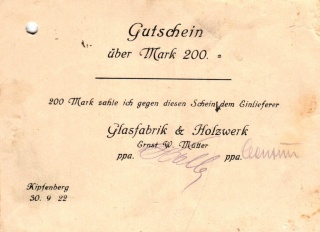 Gutschein
über Mark 200.=
200 Mark zahle ich gegen diesen Schein dem Einlieferer
Glasfabrik & Holzwerk
Ernst W. Müller
ppa. ppa.
Kipfenberg
30. 9 22